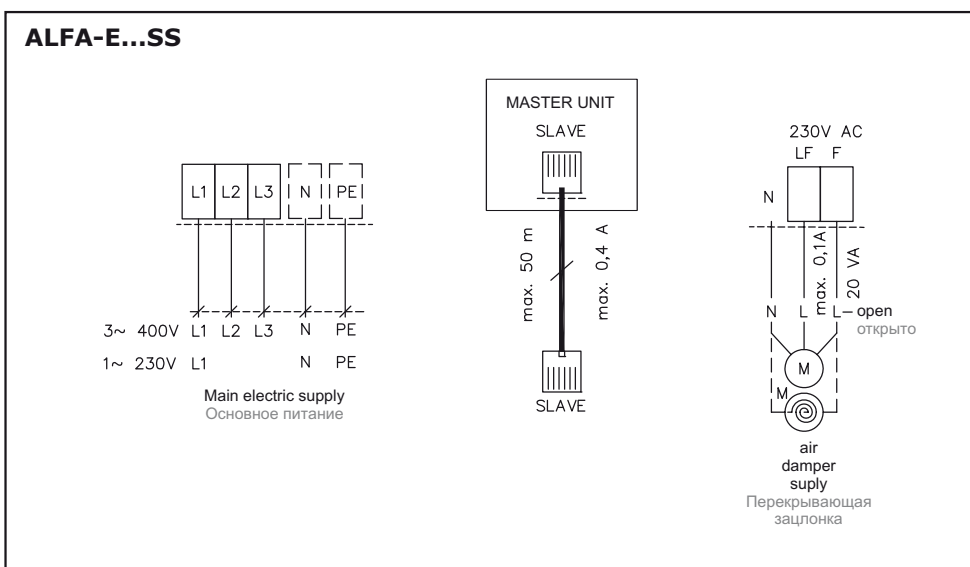 ALFA-E...SS
L1 L2 L3 N PE
3~ 400V L1 L2 L3 N PE
1~ 230V L1 N PE
Main electric supply
Основное питание
MASTER UNIT
SLAVE
max. 50 m
max. 0,4 A
SLAVE
230V AC
LF F
N
max. 0,1A
20 VA
N L L open
открыто
M
M
air
damper
suply
Перекрывающая
зацлонка